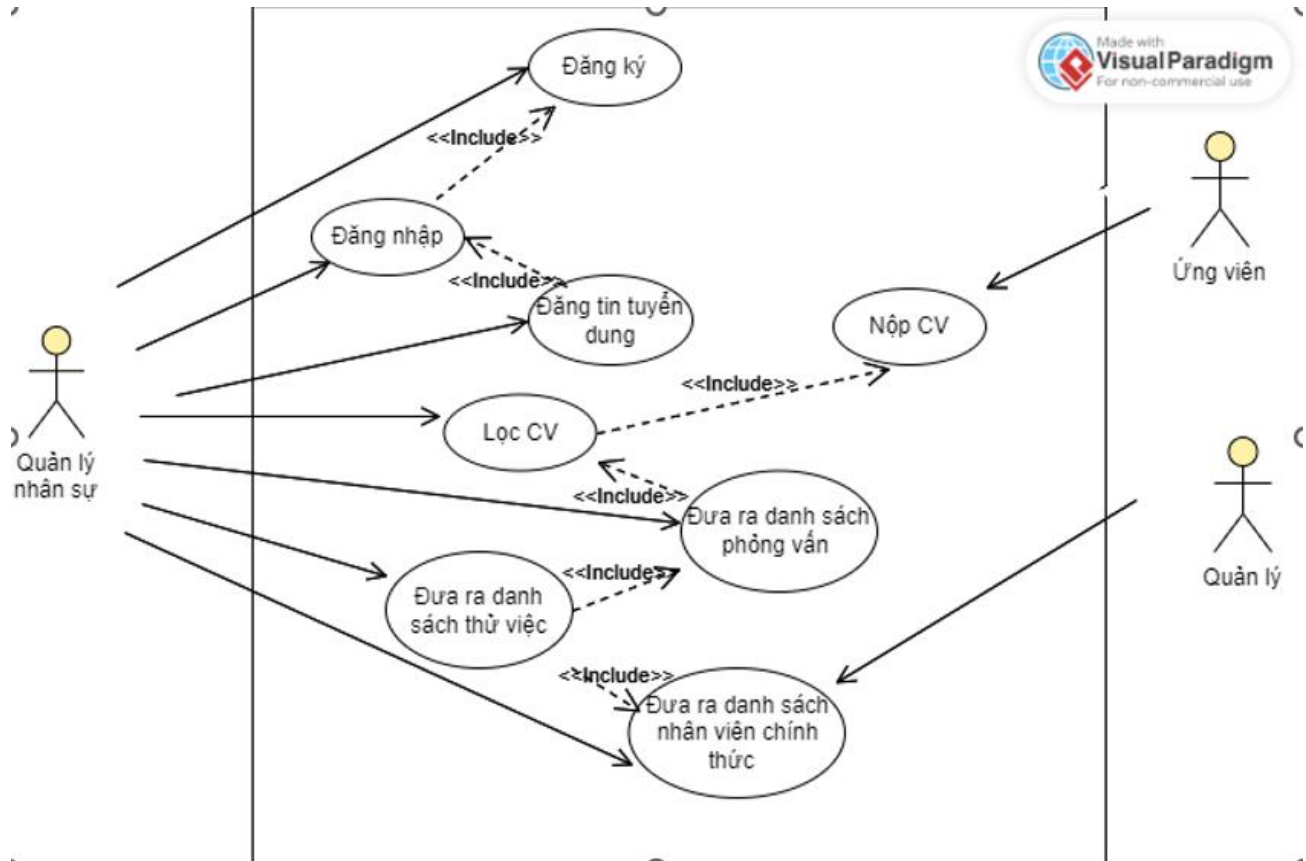 Made with
Visual Paradigm
For non-commercial use
Đăng ký
<<Include>>
Đăng nhập
<<Include>>
Đăng tin tuyển
dung
Nộp CV
Ứng viên
<<Include>>
Lọc CV
Quản lý
nhân sự
<<Include>>
Đưa ra danh sách
phỏng vấn
<<Include>>
Đưa ra danh
sách thử việc
Quản lý
<<Include>>
Đưa ra danh sách
nhân viên chính
thức